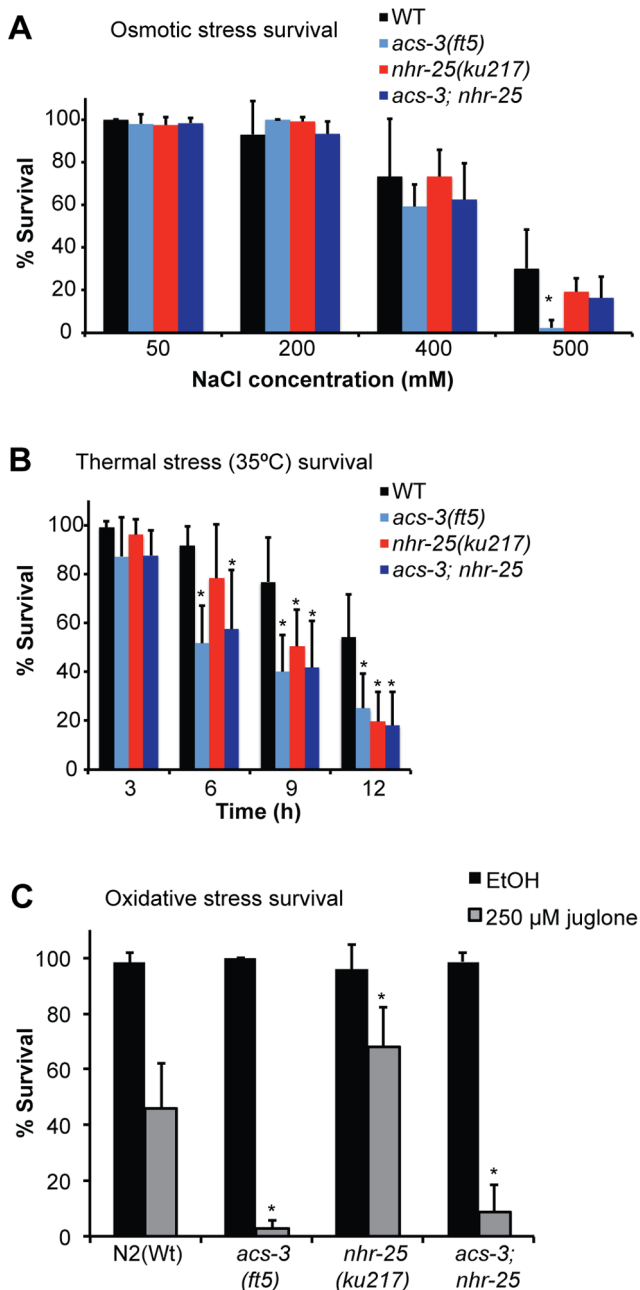 A Osmotic stress survival
WT
acs-3(ft5)
nhr-25(ku217)
acs-3; nhr-25
% Survival
100
80
60
40
20
0
*
50 200 400 500
NaCl concentration (mM)
B Thermal stress (35ºC) survival
WT
acs-3(ft5)
nhr-25(ku217)
acs-3; nhr-25
% Survival
100
80
60
40
20
0
* * * * * * * *
3 6 9 12
Time (h)
C Oxidative stress survival
EtOH
250 µM juglone
% Survival
100
80
60
40
20
0
* * *
N2(Wt) acs-3 nhr-25 acs-3;
(ft5) (ku217) nhr-25